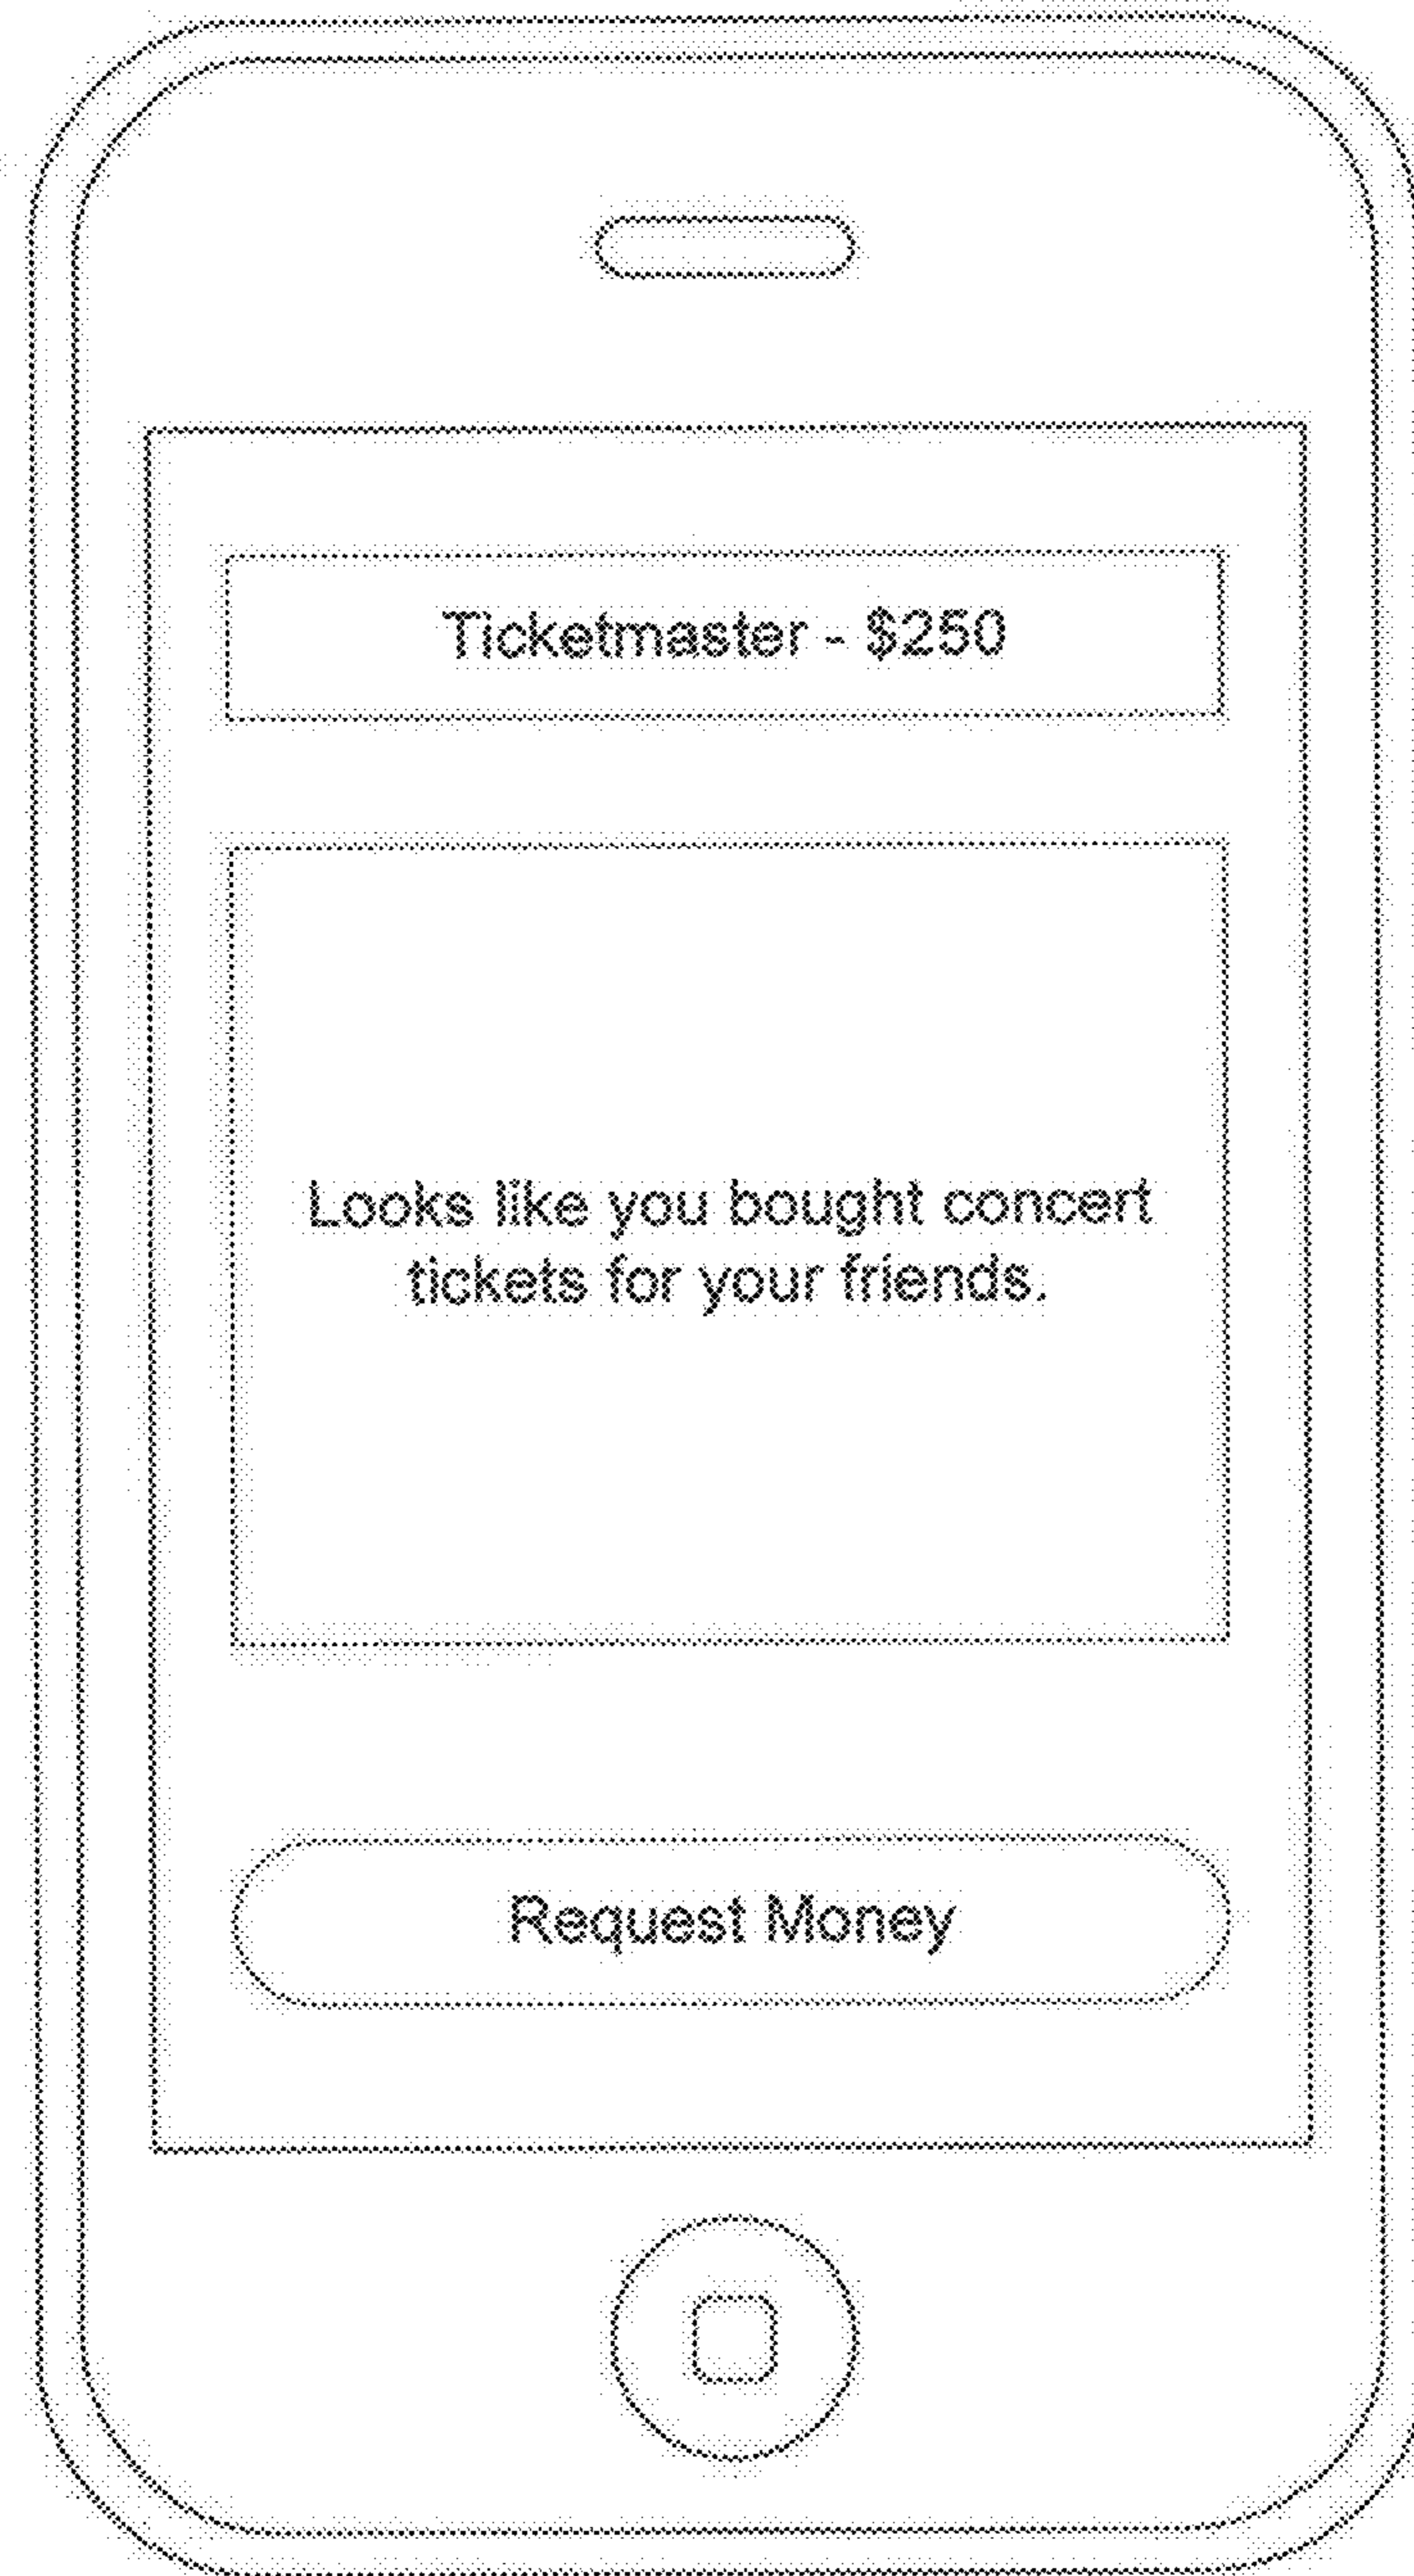 Ticketmaster - $250
Looks like you bought concert
tickets for your friends.
Request Money